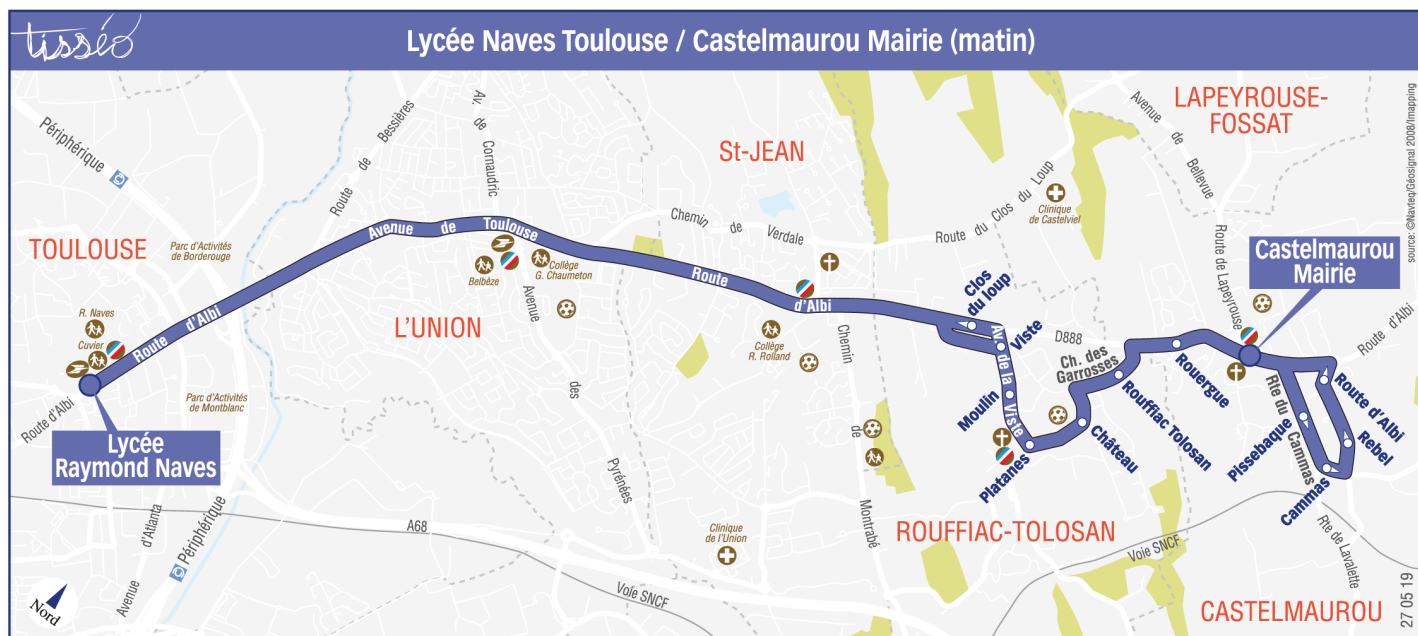 tisséo
Lycée Naves Toulouse / Castelmaurou Mairie (matin)
LAPEYROUSE-
FOSSAT
source: ©Navteq/Géosignal 2008/Imapping
Périphérique
Route de Bessières
Av. de Cornaudric
St-JEAN
Avenue de Bellevue
Route du Clos du Loup
Clinique
de Castelviel
Chemin de Verdale
Route de Lapeyrouse
Castelmaurou
Mairie
TOULOUSE
Parc d'Activités
de Borderouge
Avenue de Toulouse
Collège
G. Chaumeton
Belbèze
Avenue des Pyrénées
Route d'Albi
Clos
du loup
Viste
Av. de la Viste
D888
Route d'Albi
L'UNION
R. Naves
Cuvier
Route d'Albi
Collège
R. Rolland
Chemin de Montrabé
Ch. des
Garrosses
Rouergue
Moulin
Rouffiac Tolosan
Château
Platanes
Route d'Albi
Rte du Cammas
Pissebaque
Rebel
Cammas
Parc d'Activités
de Montblanc
Route d'Albi
Lycée
Raymond Naves
Avenue d'Atlanta
Périphérique
A68
Clinique
de l'Union
ROUFFIAC-TOLOSAN
Voie SNCF
Voie SNCF
Rte de Lavalette
CASTELMAUROU
Nord
27 05 19